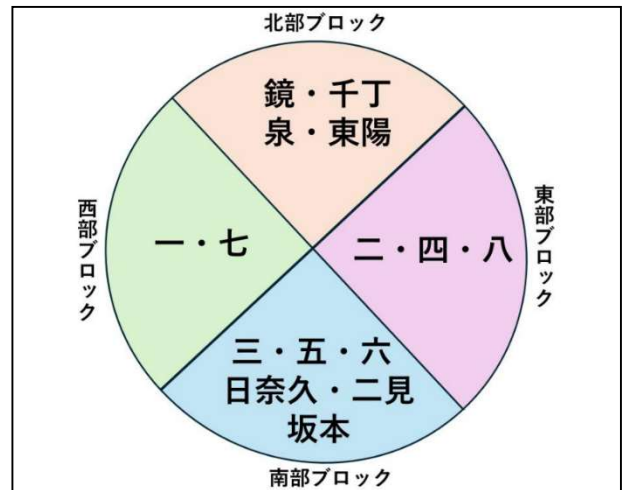 北部ブロック
鏡・千丁
泉・東陽
西部ブロック
一・七
二・四・八
東部ブロック
三・五・六
日奈久・二見
坂本
南部ブロック